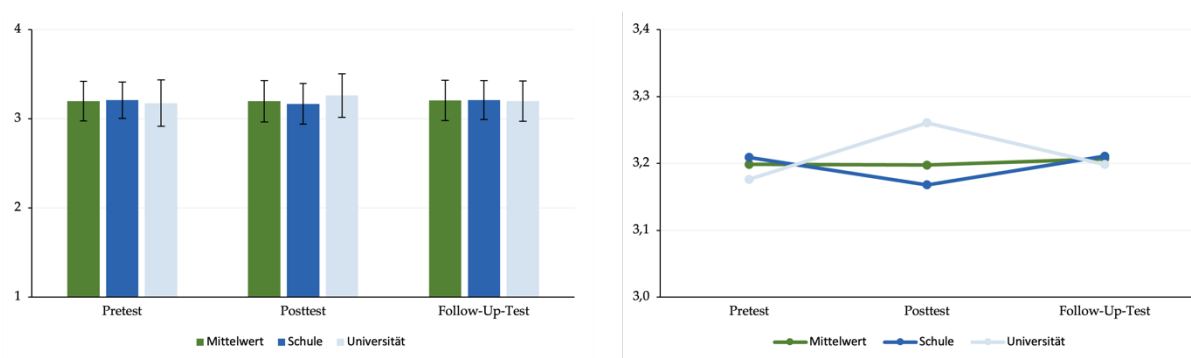 4
3
2
1
Pretest
Posttest
Follow-Up-Test
Mittelwert
Schule
Universität
3,4
3,3
3,2
3,1
3,0
Pretest
Posttest
Follow-Up-Test
Mittelwert
Schule
Universität